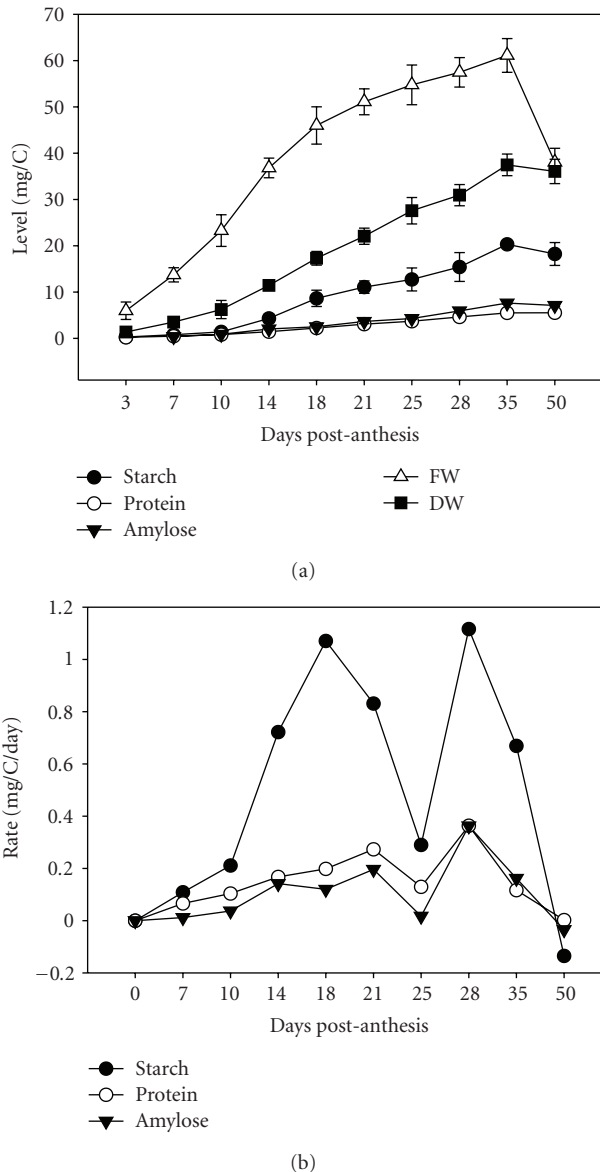 70
60
50
40
30
20
10
0
Level (mg/C)
3 7 10 14 18 21 25 28 35 50
Days post-anthesis
Starch
Protein
Amylose
FW
DW
(a)
1.2
1
0.8
0.6
0.4
0.2
0
−0.2
Rate (mg/C/day)
0 7 10 14 18 21 25 28 35 50
Days post-anthesis
Starch
Protein
Amylose
(b)